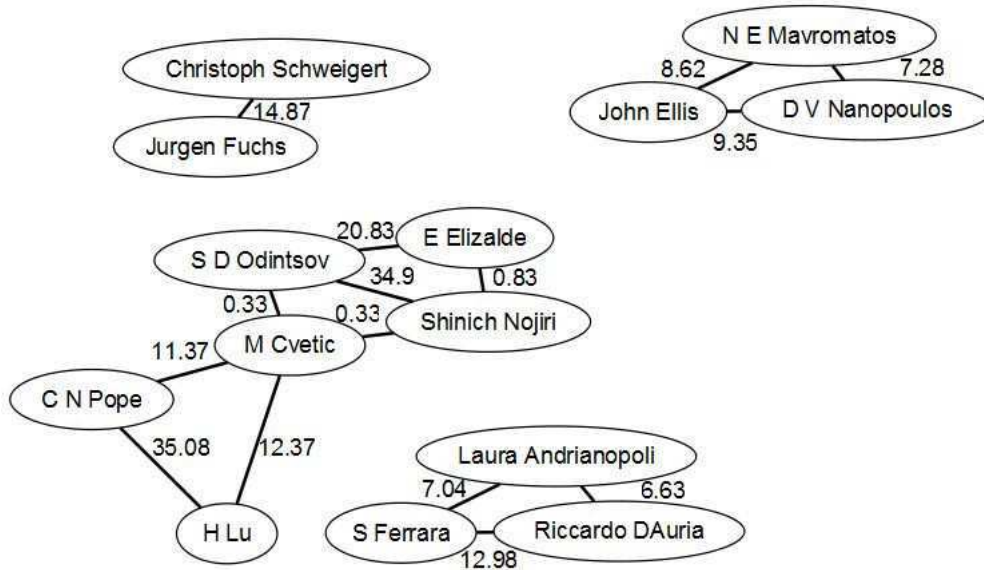 N E Mavromatos
Christoph Schweigert
8.62
7.28
14.87
John Ellis
D V Nanopoulos
Jurgen Fuchs
9.35
20.83
E Elizalde
S D Odintsov
34.9
0.83
0.33
0.33
Shinich Nojiri
M Cvetic
11.37
C N Pope
35.08
12.37
Laura Andrianopoli
7.04
6.63
H Lu
S Ferrara
Riccardo DAuria
12.98